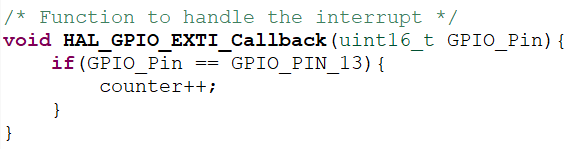 /* Function to handle the interrupt */
void HAL_GPIO_EXTI_Callback(uint16_t GPIO_Pin){
    if(GPIO_Pin == GPIO_PIN_13){
        counter++;
    }
}